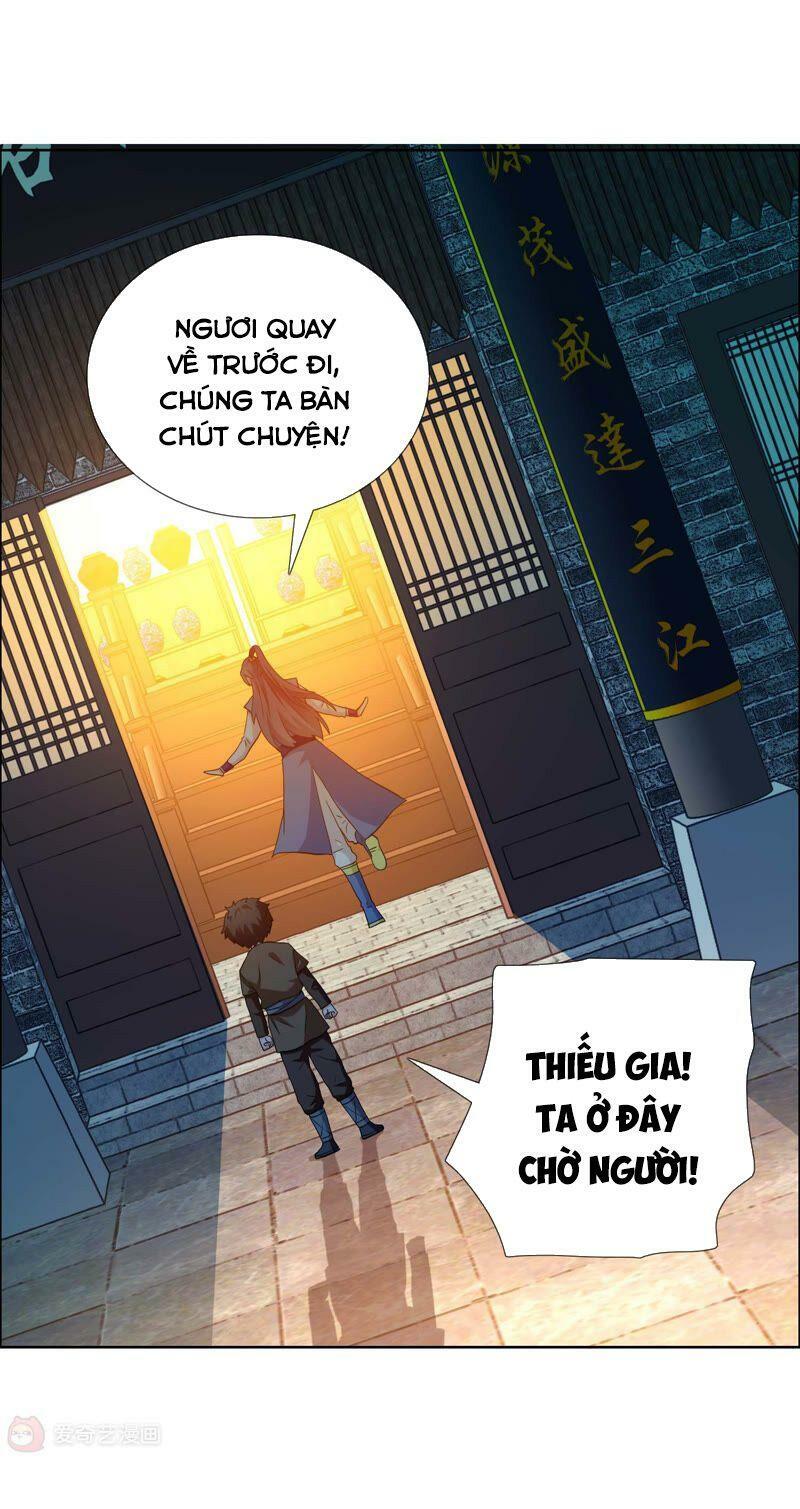 NGƯƠI QUAY
VỀ TRƯỚC ĐI,
CHÚNG TA BÀN
CHÚT CHUYỆN!
源茂盛達三江
THIẾU GIA!
TA Ở ĐÂY
CHỜ NGƯỜI!
爱奇艺漫画